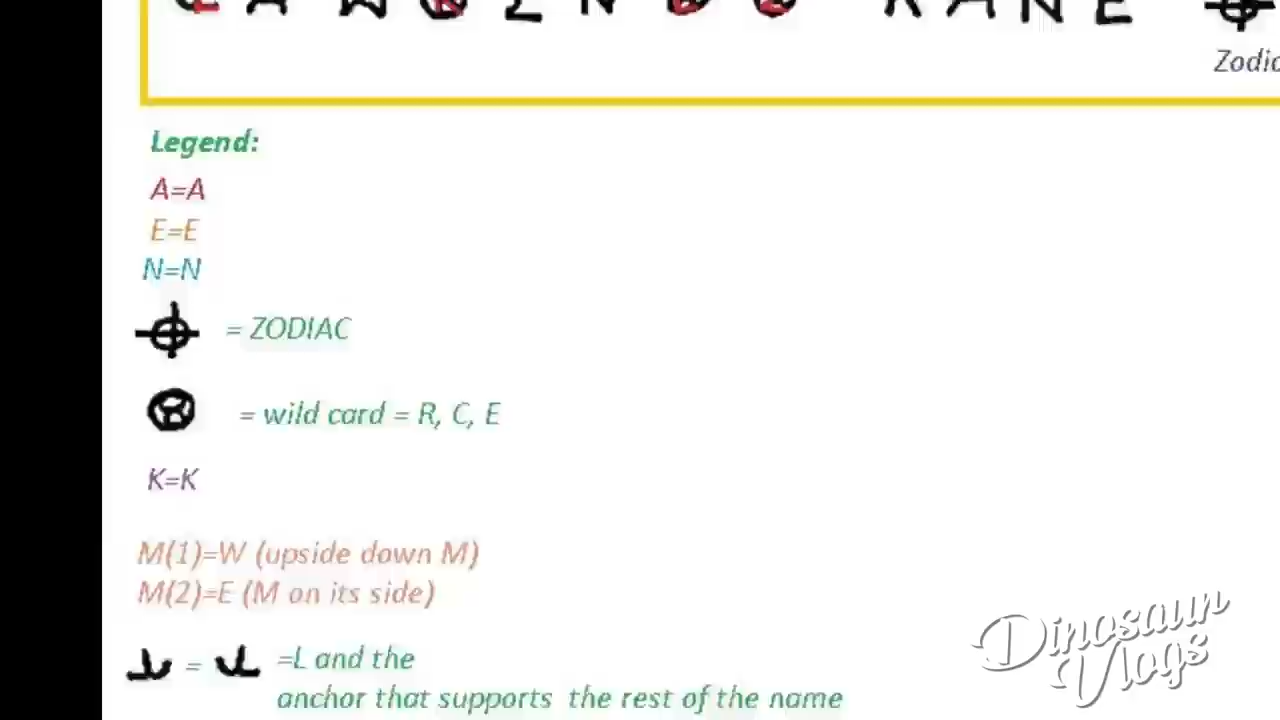 L A W R E N C E K A N E
Zodia
Legend:
A=A
E=E
N=N
= ZODIAC
= wild card = R, C, E
K=K
M(1)=W (upside down M)
M(2)=E (M on its side)
= =L and the
anchor that supports the rest of the name
Dinosaun
Vlogs